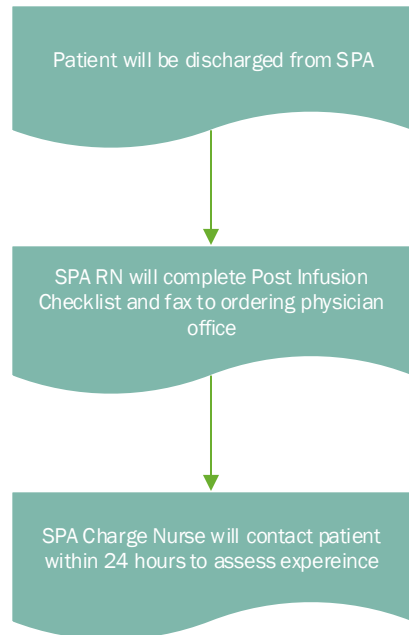 Patient will be discharged from SPA
SPA RN will complete Post Infusion
Checklist and fax to ordering physician
office
SPA Charge Nurse will contact patient
within 24 hours to assess expereince